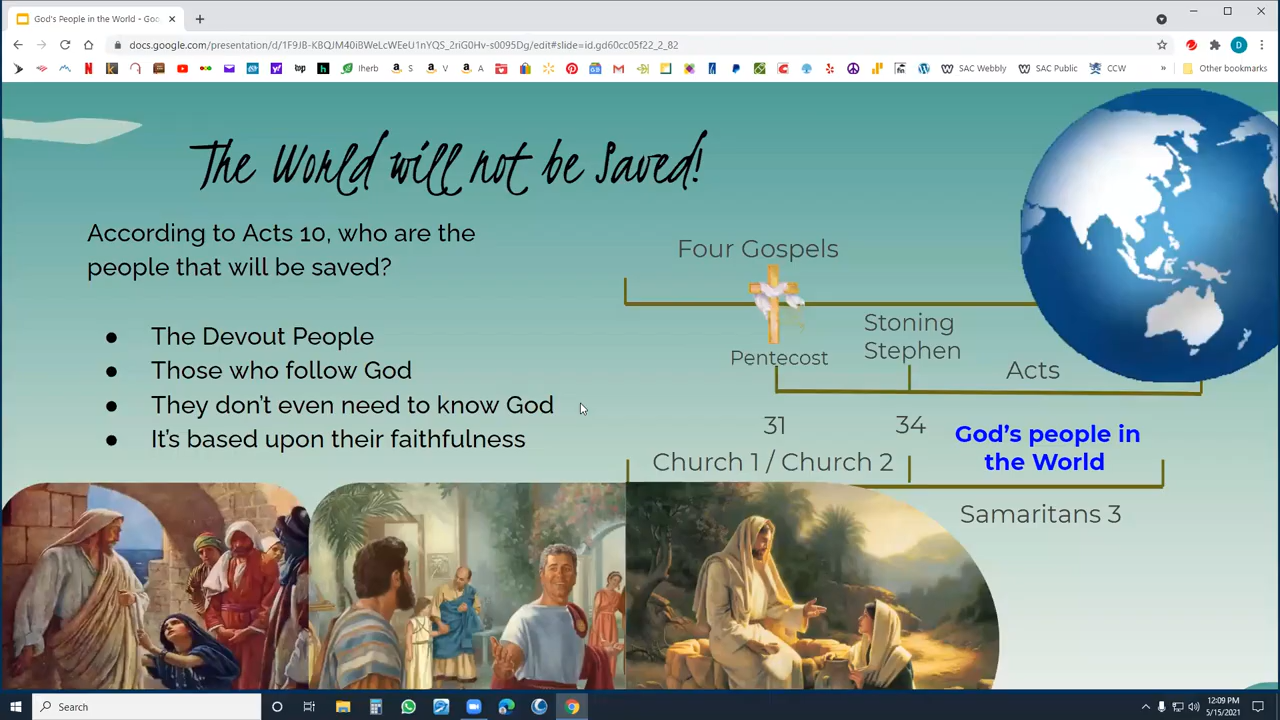 God's People in the World - Goo
docs.google.com/presentation/d/1F9JB-KBQJM40iBWeLcWEeU1nYQS_2riG0Hv-s0095Dg/edit#slide=id.gd60cc05f22_2_82
D
Iherb
S
V
A
SAC Webbly
SAC Public
CCW
»
Other bookmarks
The World will not be Saved!
According to Acts 10, who are the
people that will be saved?
● The Devout People
● Those who follow God
● They don't even need to know God
● It's based upon their faithfulness
Four Gospels
Stoning
Stephen
Pentecost
Acts
31
34
God's people in
the World
Church 1 / Church 2
Samaritans 3
Search
12:09 PM
5/15/2021